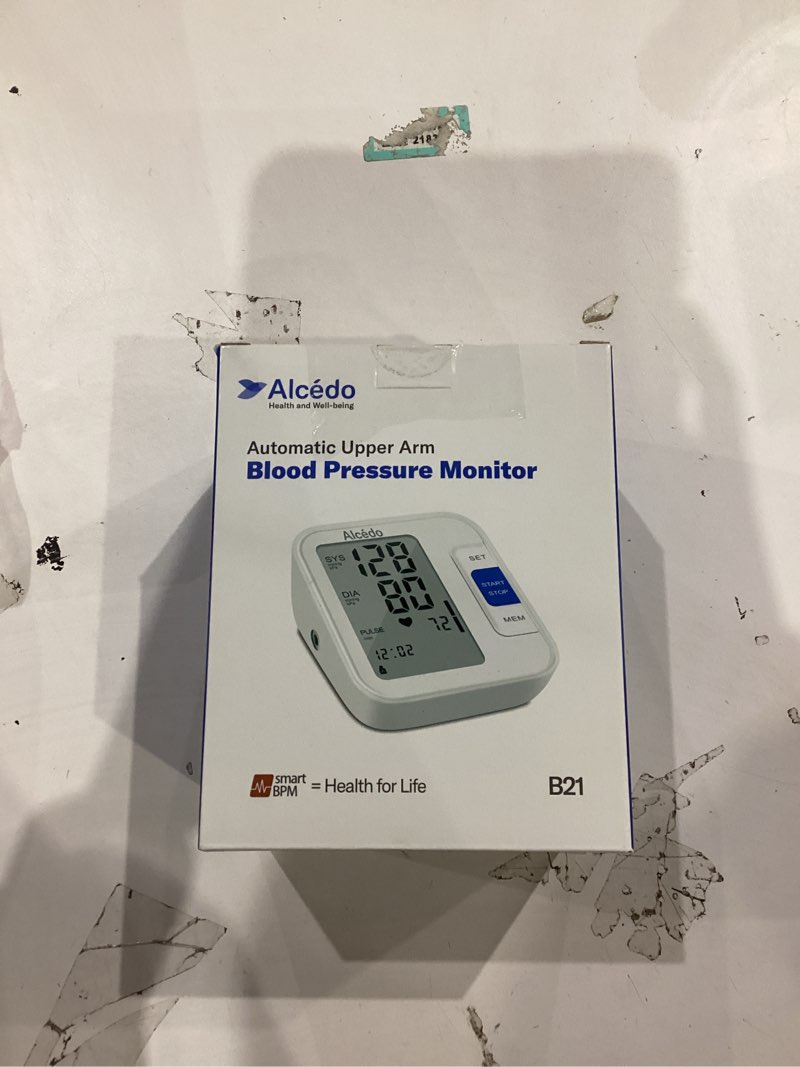 2187
Alcédo
Health and Well-being
Automatic Upper Arm
Blood Pressure Monitor
Alcédo
SYS
128
SET
DIA
80
START
STOP
PULSE
72
MEM
12:02
smart
BPM = Health for Life
B21